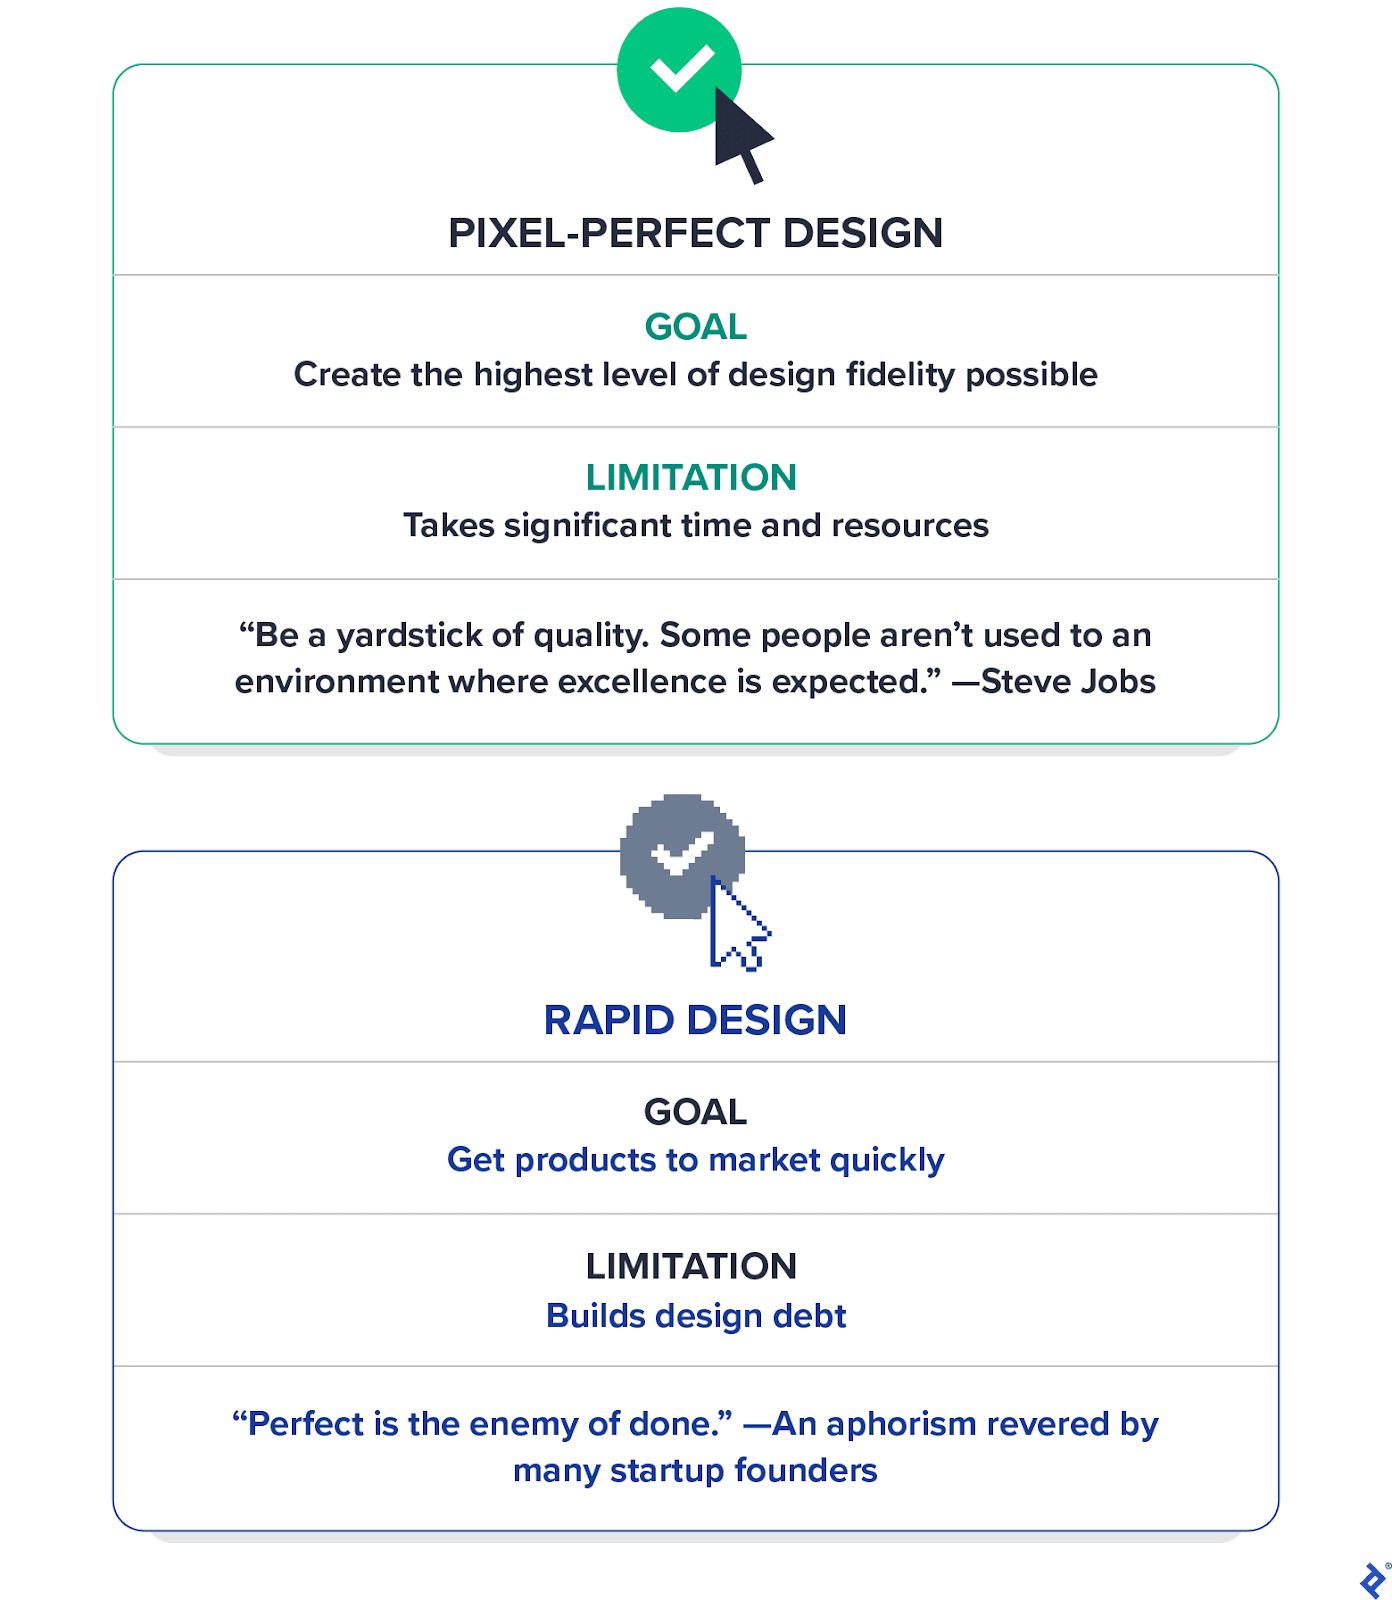 PIXEL-PERFECT DESIGN
GOAL
Create the highest level of design fidelity possible
LIMITATION
Takes significant time and resources
“Be a yardstick of quality. Some people aren’t used to an
environment where excellence is expected.” —Steve Jobs
RAPID DESIGN
GOAL
Get products to market quickly
LIMITATION
Builds design debt
“Perfect is the enemy of done.” —An aphorism revered by
many startup founders
®